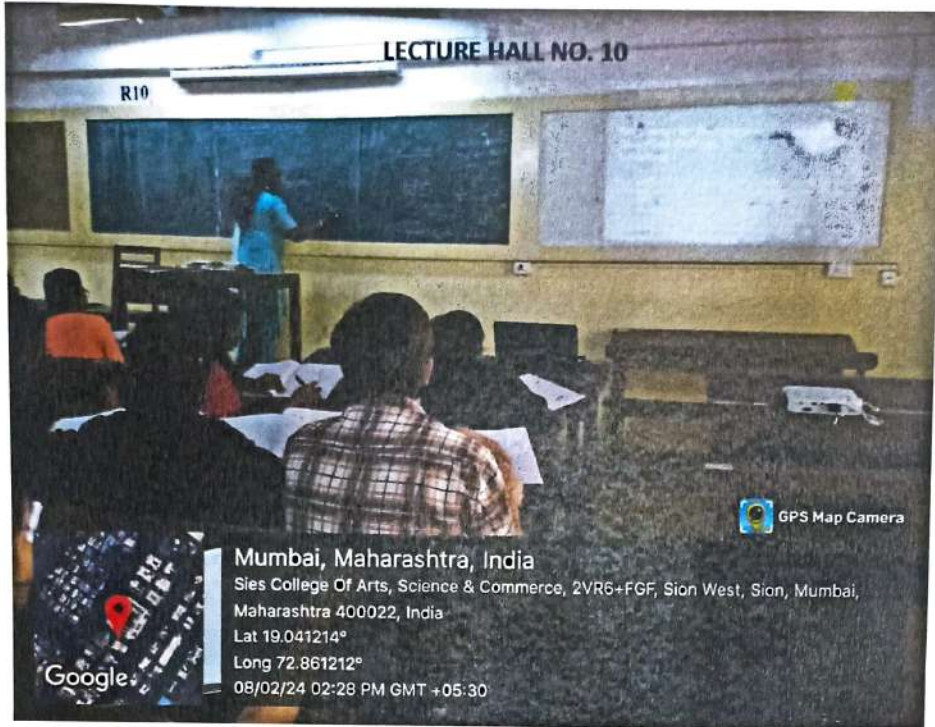 LECTURE HALL NO. 10
R10
GPS Map Camera
Mumbai, Maharashtra, India
Sies College Of Arts, Science & Commerce, 2VR6+FGF, Sion West, Sion, Mumbai,
Maharashtra 400022, India
Lat 19.041214°
Long 72.861212°
08/02/24 02:28 PM GMT +05:30
Google